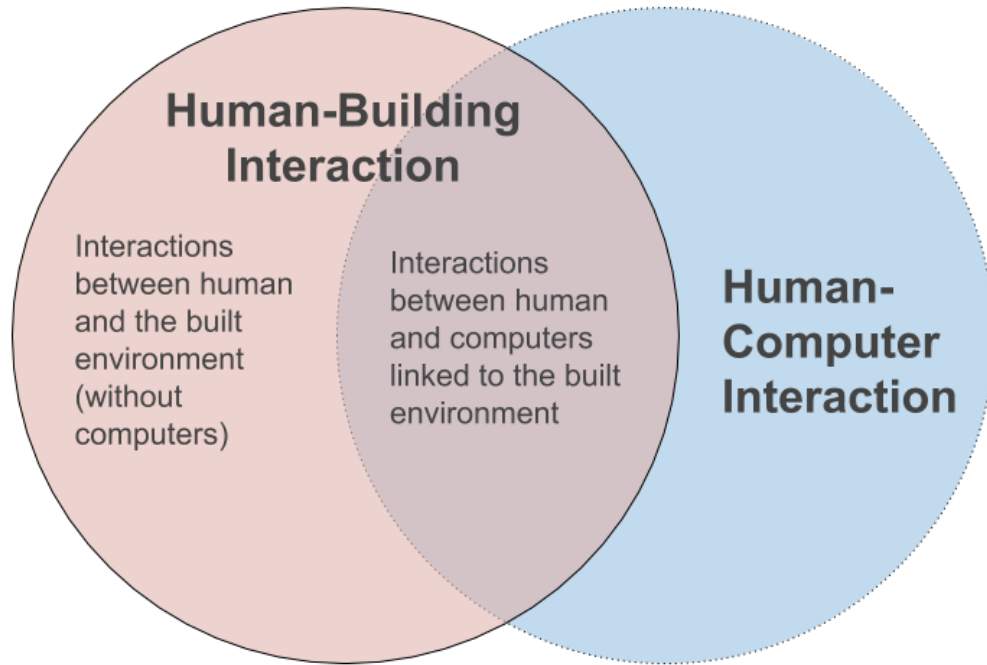 Human-Building
Interaction
Interactions
between human
and the built
environment
(without
computers)
Interactions
between human
and computers
linked to the built
environment
Human-
Computer
Interaction